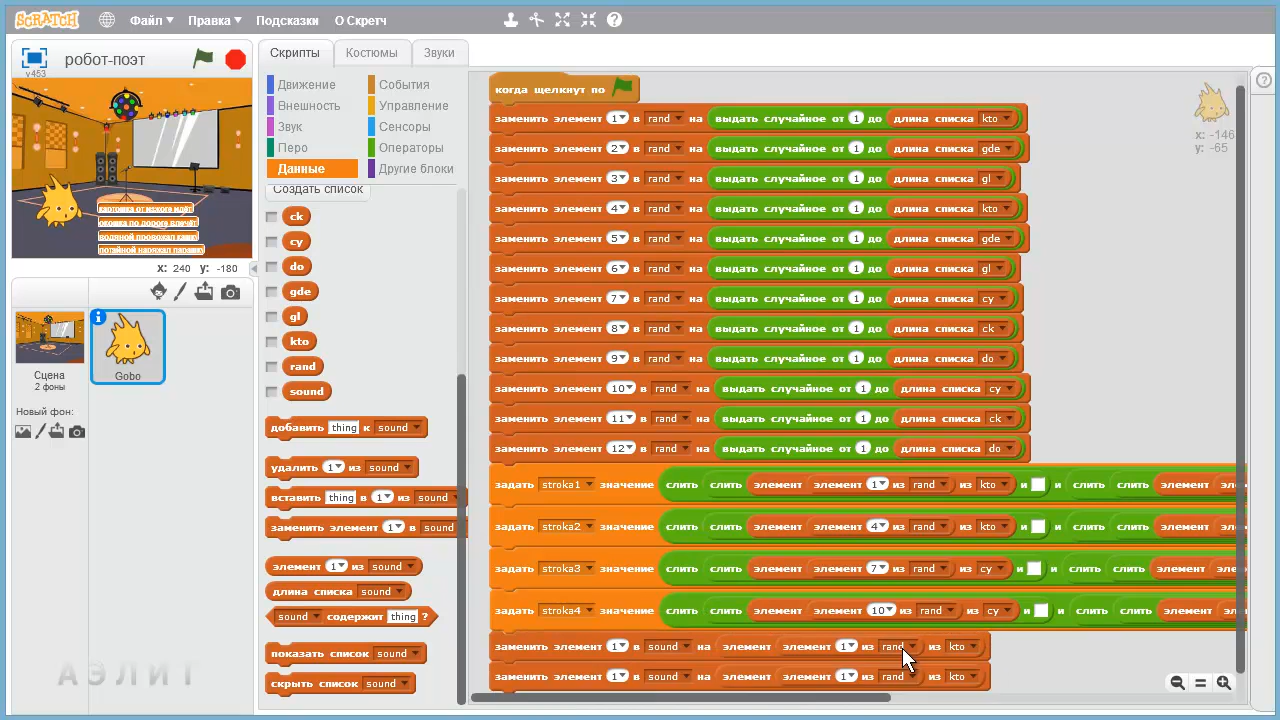 SCRATCH Файл Правка Подсказки О Скретч
робот-поэт
v453
Скрипты Костюмы Звуки
Движение События
Внешность Управление
Звук Сенсоры
Перо Операторы
Данные Другие блоки
Создать список
ck
cy
do
gde
gl
kto
rand
sound
добавить thing к sound
удалить 1 из sound
вставить thing в 1 из sound
заменить элемент 1 в sound
элемент 1 из sound
длина списка sound
sound содержит thing ?
показать список sound
скрыть список sound
x: 240 y: -180
Сцена
2 фоны
Gobo
Новый фон:
АЭЛИТ
когда щелкнут по
заменить элемент 1 в rand на выдать случайное от 1 до длина списка kto
заменить элемент 2 в rand на выдать случайное от 1 до длина списка gde
заменить элемент 3 в rand на выдать случайное от 1 до длина списка gl
заменить элемент 4 в rand на выдать случайное от 1 до длина списка kto
заменить элемент 5 в rand на выдать случайное от 1 до длина списка gde
заменить элемент 6 в rand на выдать случайное от 1 до длина списка gl
заменить элемент 7 в rand на выдать случайное от 1 до длина списка cy
заменить элемент 8 в rand на выдать случайное от 1 до длина списка ck
заменить элемент 9 в rand на выдать случайное от 1 до длина списка do
заменить элемент 10 в rand на выдать случайное от 1 до длина списка cy
заменить элемент 11 в rand на выдать случайное от 1 до длина списка ck
заменить элемент 12 в rand на выдать случайное от 1 до длина списка do
задать stroka1 значение слить слить элемент элемент 1 из rand из kto и и слить слить элемент эле
задать stroka2 значение слить слить элемент элемент 4 из rand из kto и и слить слить элемент эле
задать stroka3 значение слить слить элемент элемент 7 из rand из cy и и слить слить элемент эле
задать stroka4 значение слить слить элемент элемент 10 из rand из cy и и слить слить элемент эле
заменить элемент 1 в sound на элемент элемент 1 из rand из kto
заменить элемент 1 в sound на элемент элемент 1 из rand из kto
x: -146
y: -65